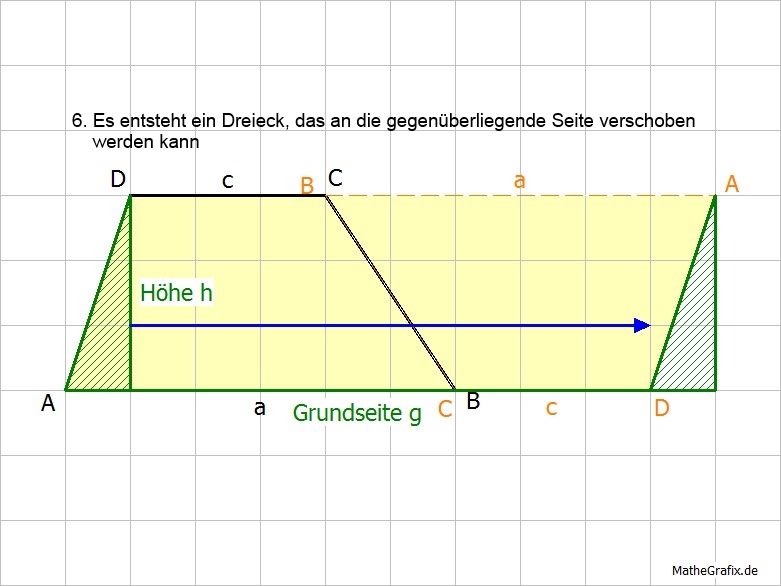 6. Es entsteht ein Dreieck, das an die gegenüberliegende Seite verschoben
werden kann
D c B C a A
Höhe h
A a Grundseite g C B c D
MatheGrafix.de